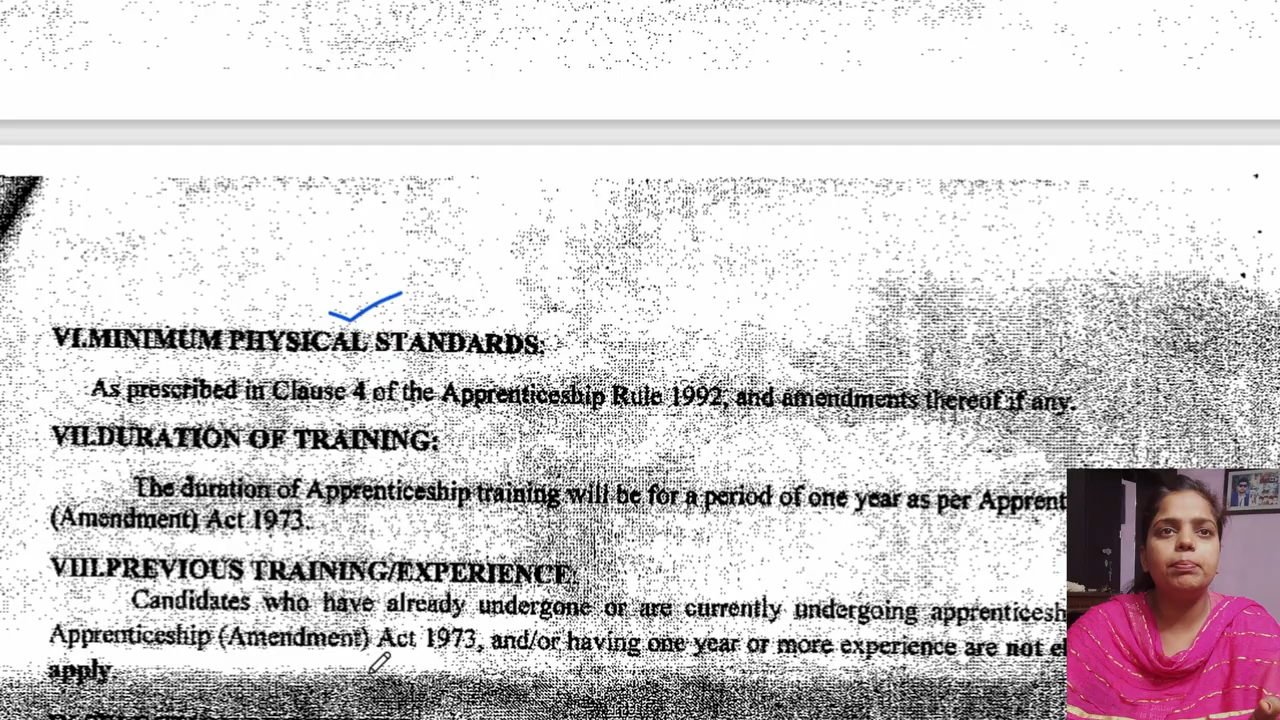 VI.MINIMUM PHYSICAL STANDARDS:
As prescribed in Clause 4 of the Apprenticeship Rule 1992, and amendments thereof if any.
VII.DURATION OF TRAINING:
The duration of Apprenticeship training will be for a period of one year as per
(Amendment) Act 1973.
VIII.PREVIOUS TRAINING/EXPERIENCE:
Candidates who have already undergone or are currently undergoing
Apprenticeship (Amendment) Act 1973, and/or having one year or more experience are not
apply.